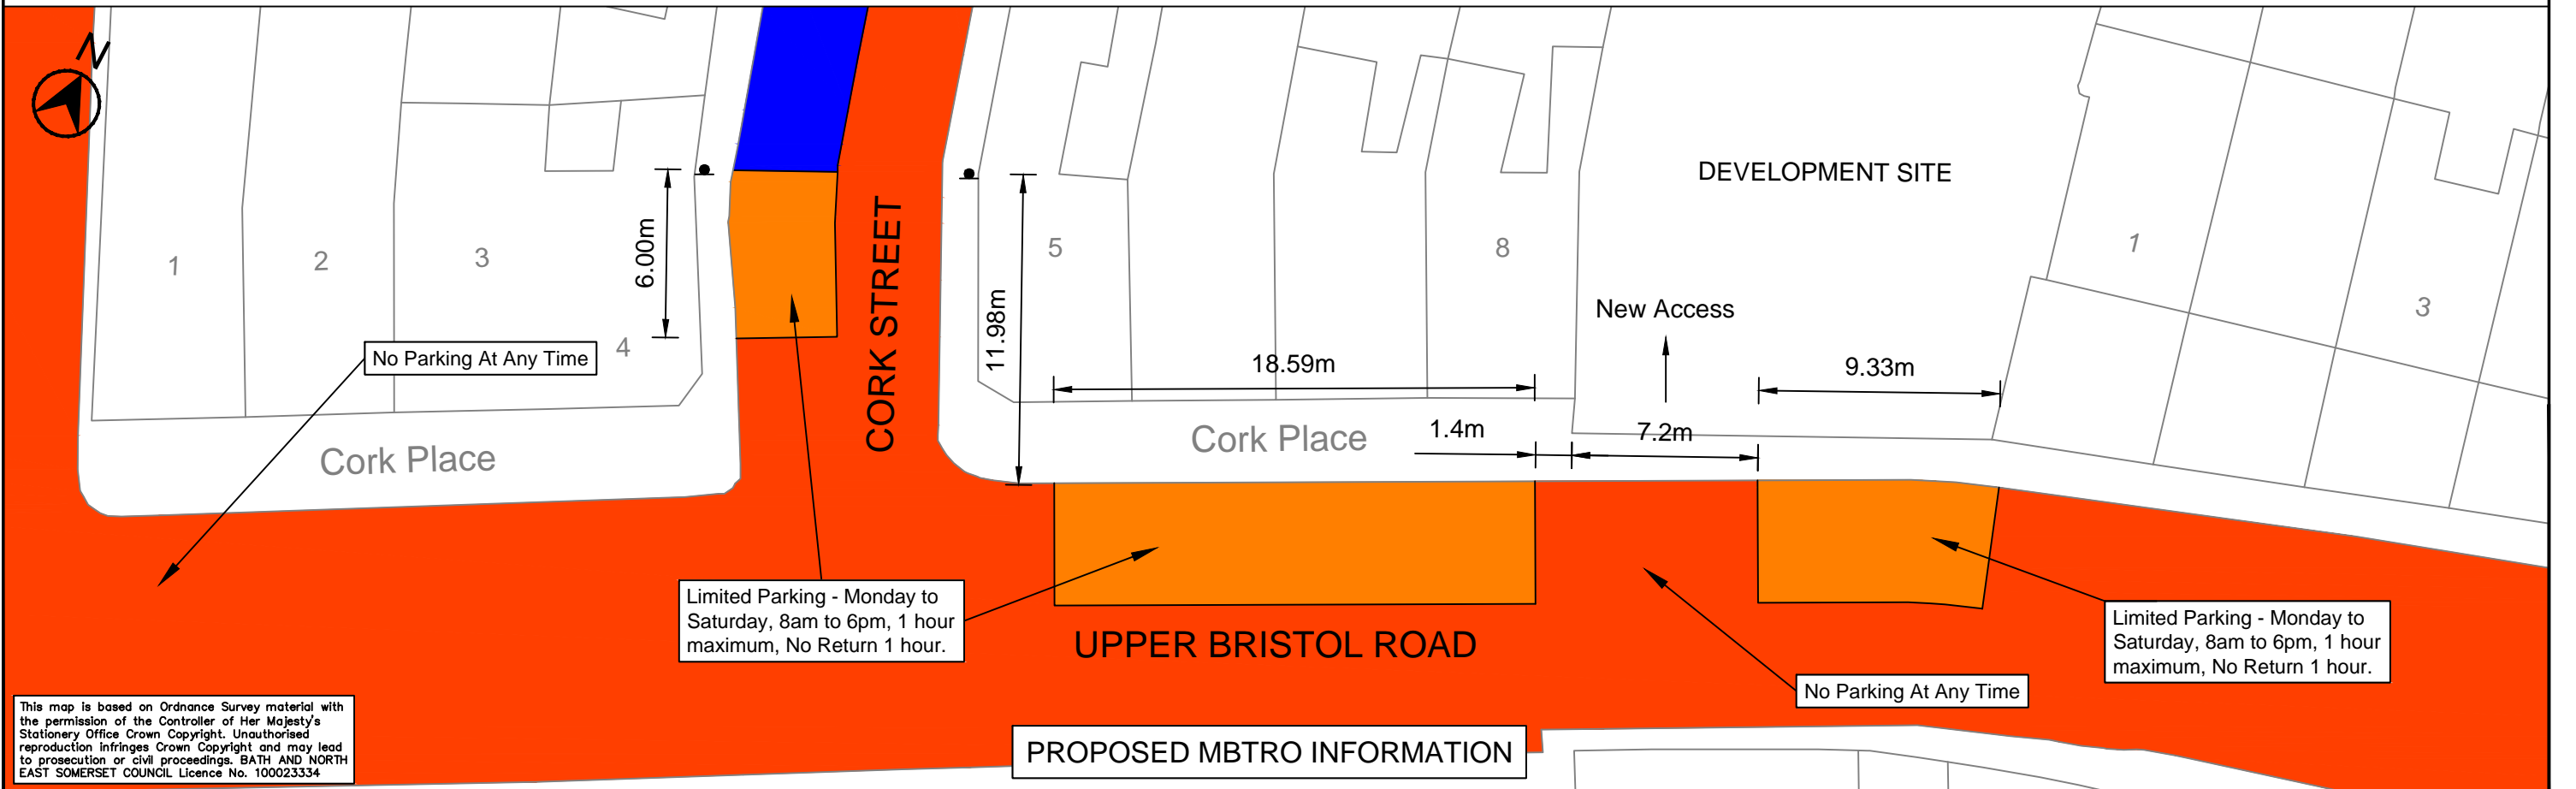 N
DEVELOPMENT SITE
1
2
3
4
6.00m
CORK STREET
5
8
11.98m
New Access
1
3
No Parking At Any Time
18.59m
9.33m
Cork Place
Cork Place
1.4m
7.2m
Limited Parking - Monday to
Saturday, 8am to 6pm, 1 hour
maximum, No Return 1 hour.
UPPER BRISTOL ROAD
Limited Parking - Monday to
Saturday, 8am to 6pm, 1 hour
maximum, No Return 1 hour.
No Parking At Any Time
This map is based on Ordnance Survey material with
the permission of the Controller of Her Majesty's
Stationery Office Crown Copyright. Unauthorised
reproduction infringes Crown Copyright and may lead
to prosecution or civil proceedings. BATH AND NORTH
EAST SOMERSET COUNCIL Licence No. 100023334
PROPOSED MBTRO INFORMATION